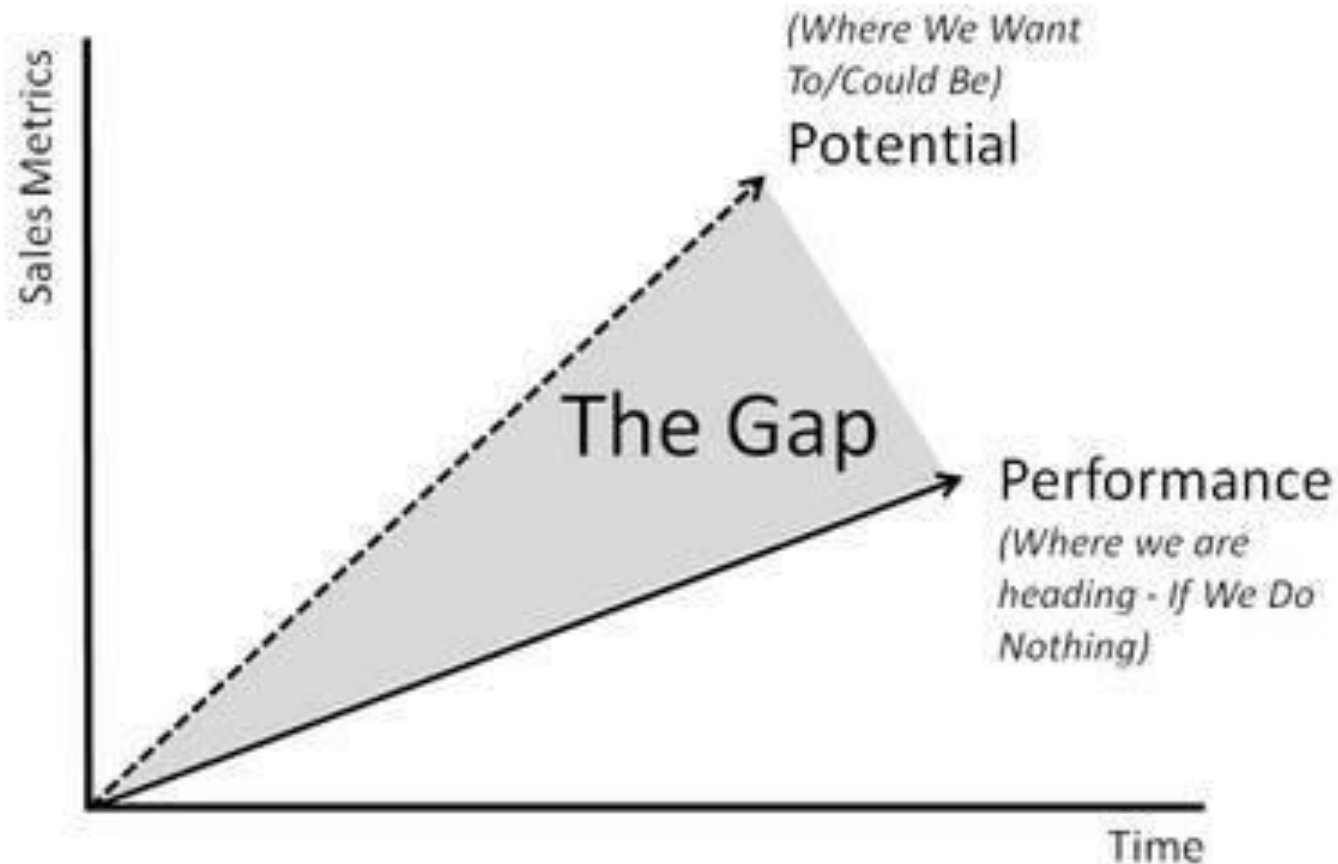 (Where We Want
To/Could Be)
Potential
Sales Metrics
The Gap
Performance
(Where we are
heading - If We Do
Nothing)
Time